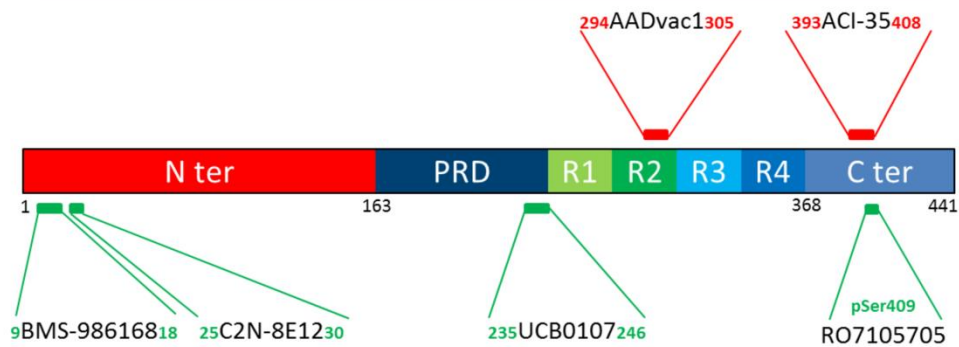 294AADvac1305 393ACI-35408
N ter PRD R1 R2 R3 R4 C ter
1 163 368 441
pSer409
9BMS-98616818 25C2N-8E1230 235UCB0107246 RO7105705